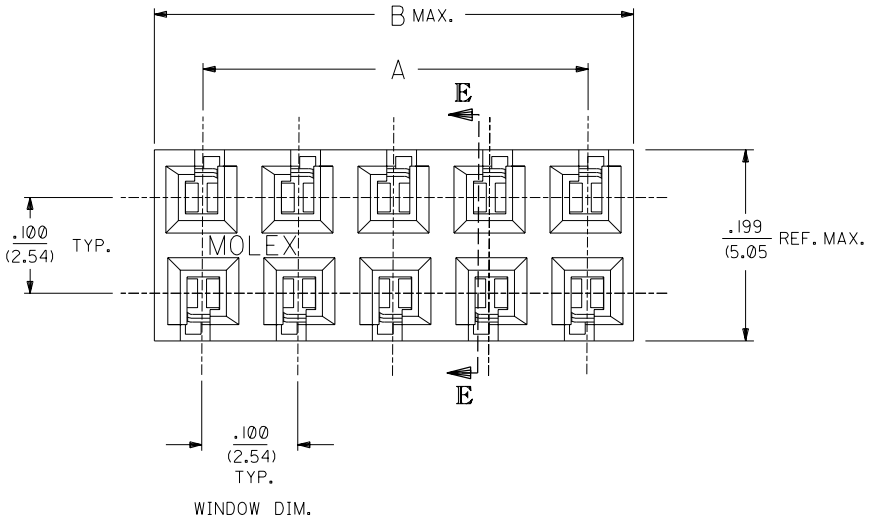 B MAX.
A
E
.100
(2.54)
TYP.
MOLEX
.199
(5.05
REF. MAX.
E
.100
(2.54)
TYP.
WINDOW DIM.